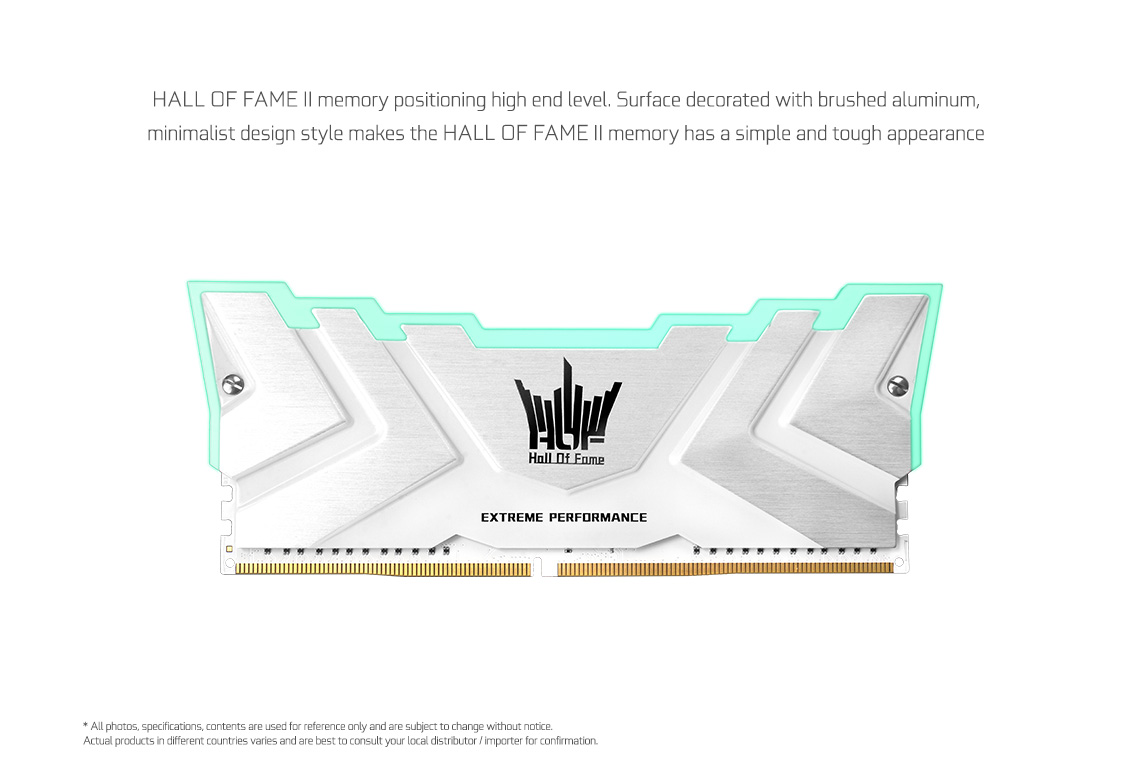 HALL OF FAME II memory positioning high end level. Surface decorated with brushed aluminum,
minimalist design style makes the HALL OF FAME II memory has a simple and tough appearance
HOF
Hall Of Fame
EXTREME PERFORMANCE
* All photos, specifications, contents are used for reference only and are subject to change without notice.
Actual products in different countries varies and are best to consult your local distributor / importer for confirmation.